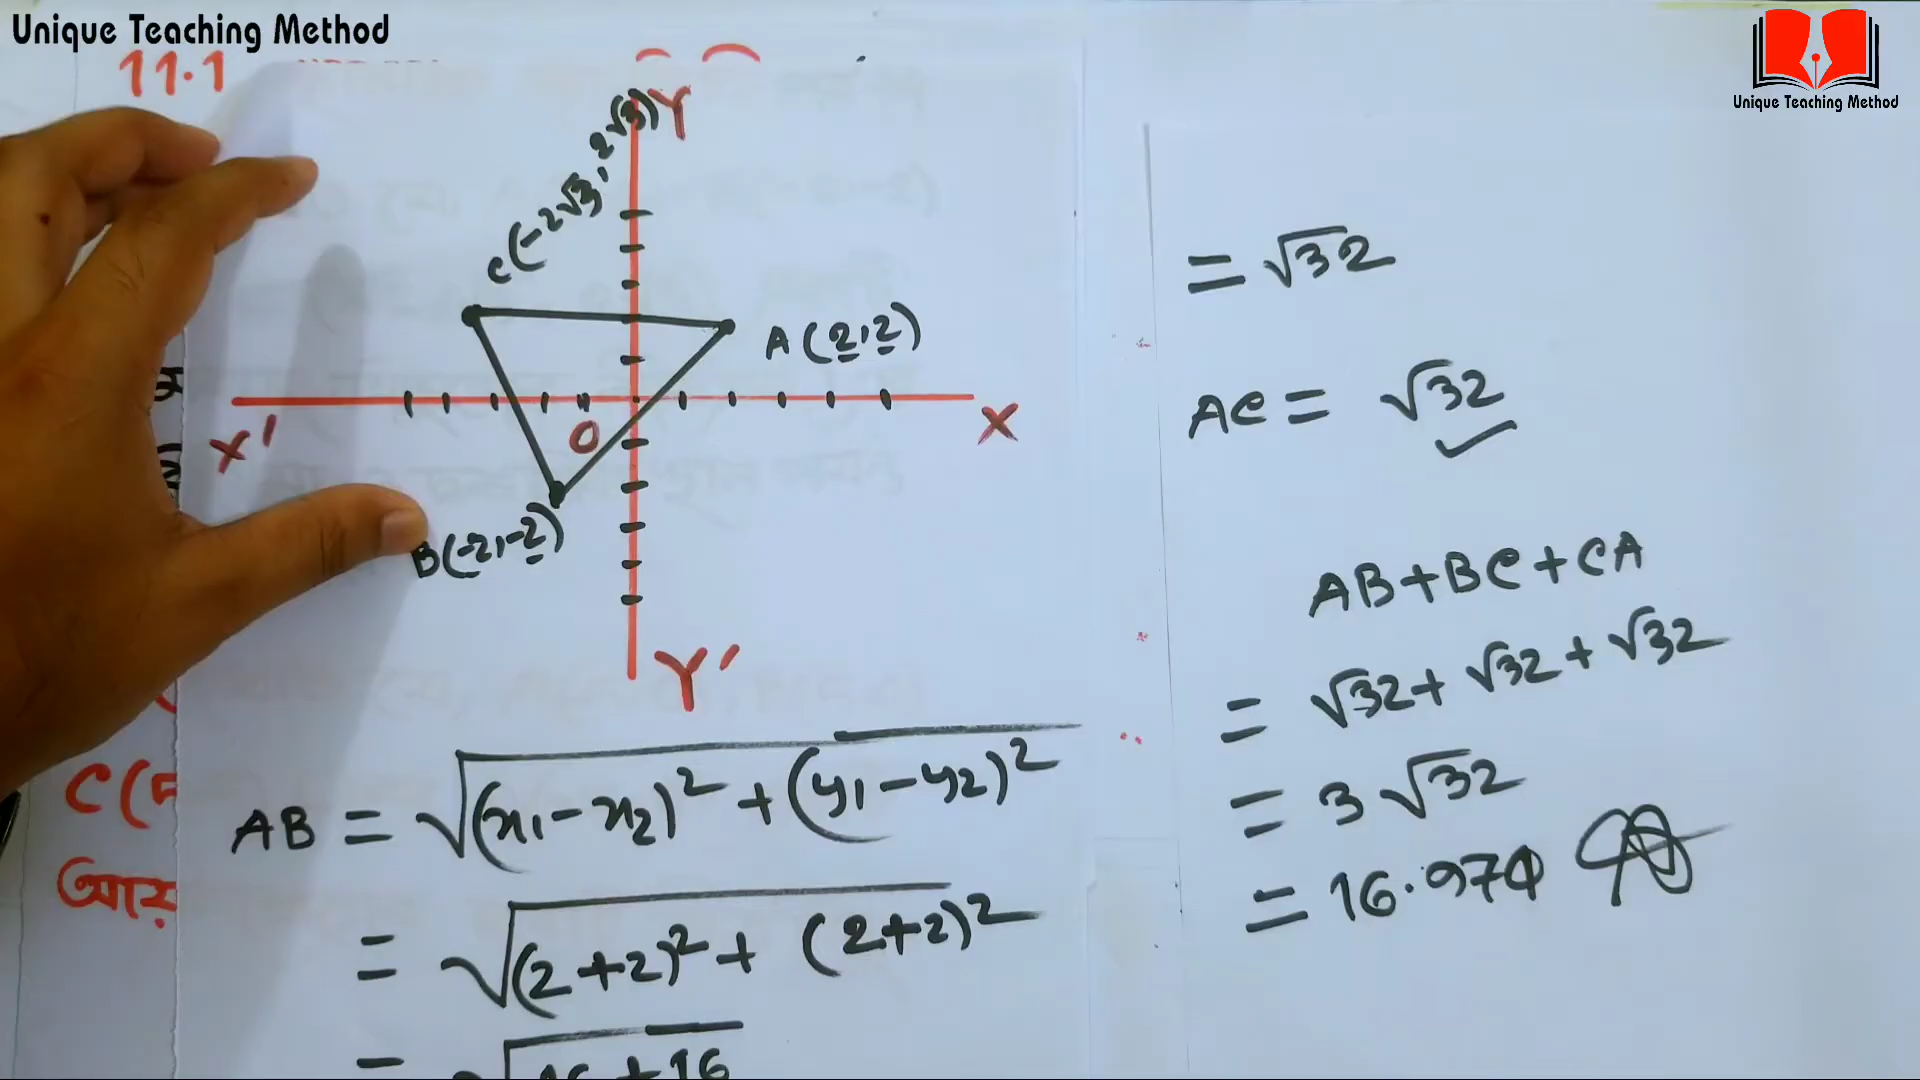 Unique Teaching Method
Unique Teaching Method
11.1
Y
C(-2√3, 2√3)
A (2,2)
X'
O
X
B(-2,-2)
Y'
C(
আয়
AB = √(x₁-x₂)² + (y₁-y₂)²
= √(2+2)² + (2+2)²
= √16+16
= √32
AC = √32
AB+BC+CA
= √32+ √32 + √32
= 3 √32